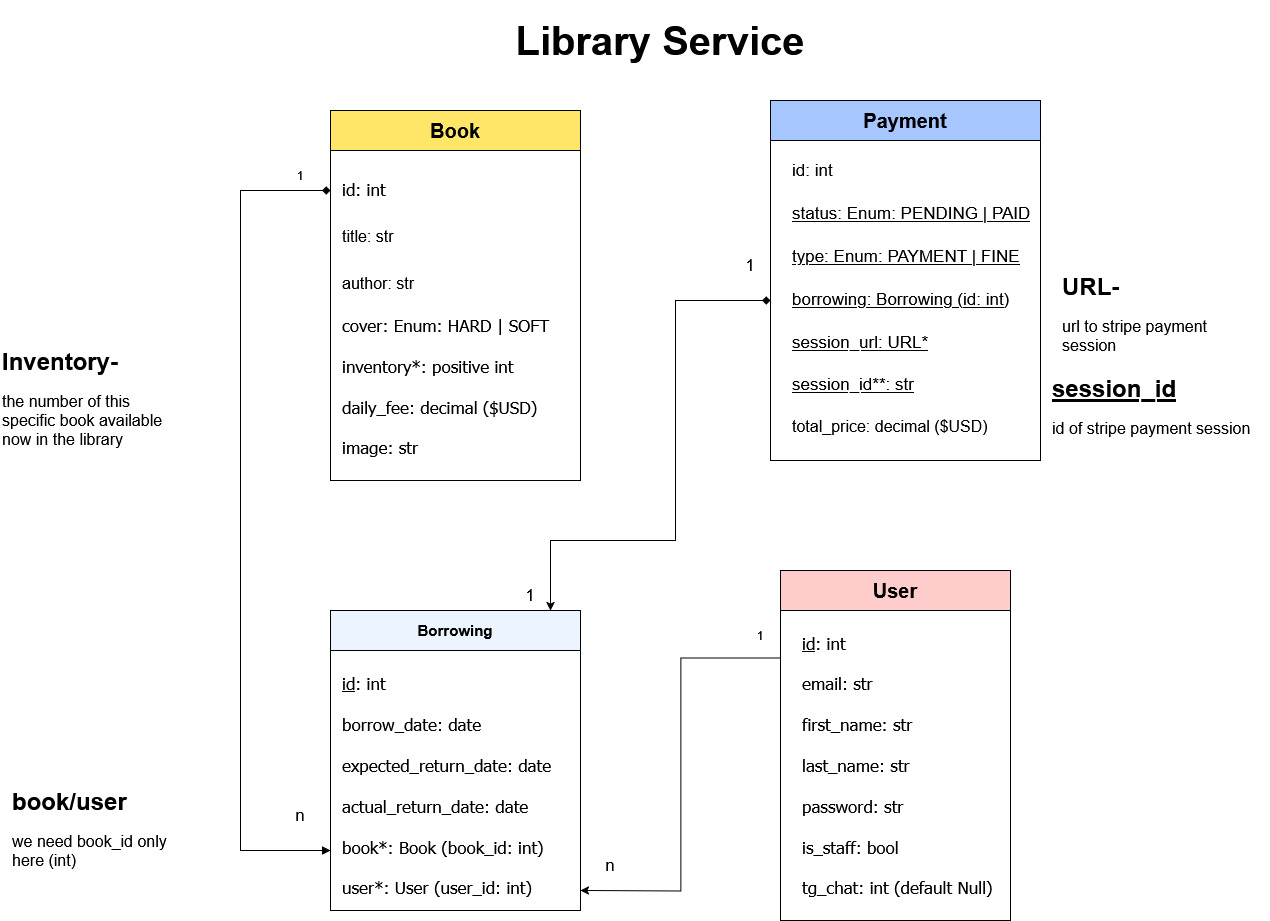 Library Service
Book
1
id: int
title: str
author: str
cover: Enum: HARD | SOFT
inventory*: positive int
daily_fee: decimal ($USD)
image: str
Payment
id: int
status: Enum: PENDING | PAID
type: Enum: PAYMENT | FINE
1
borrowing: Borrowing (id: int)
session_url: URL*
session_id**: str
total_price: decimal ($USD)
URL-
url to stripe payment
session
session_id
id of stripe payment session
Inventory-
the number of this
specific book available
now in the library
1
Borrowing
id: int
borrow_date: date
expected_return_date: date
actual_return_date: date
n
book*: Book (book_id: int)
user*: User (user_id: int)
n
book/user
we need book_id only
here (int)
User
1
id: int
email: str
first_name: str
last_name: str
password: str
is_staff: bool
tg_chat: int (default Null)